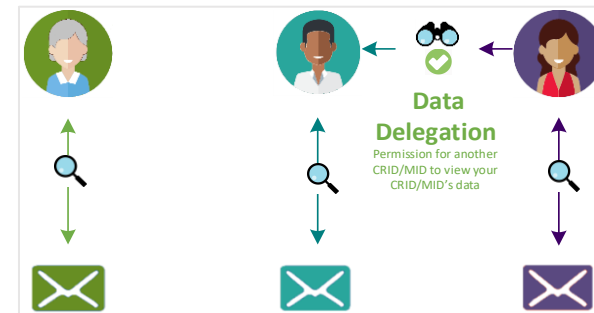 Data
Delegation
Permission for another
CRID/MID to view your
CRID/MID's data